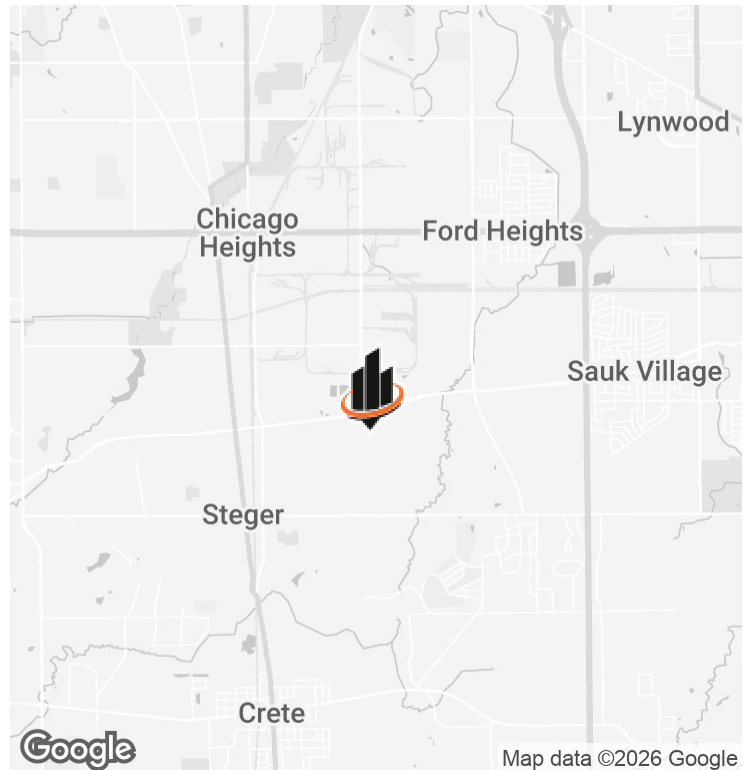 Lynwood
Chicago
Heights
Ford Heights
Sauk Village
Steger
Crete
Google
Map data ©2026 Google